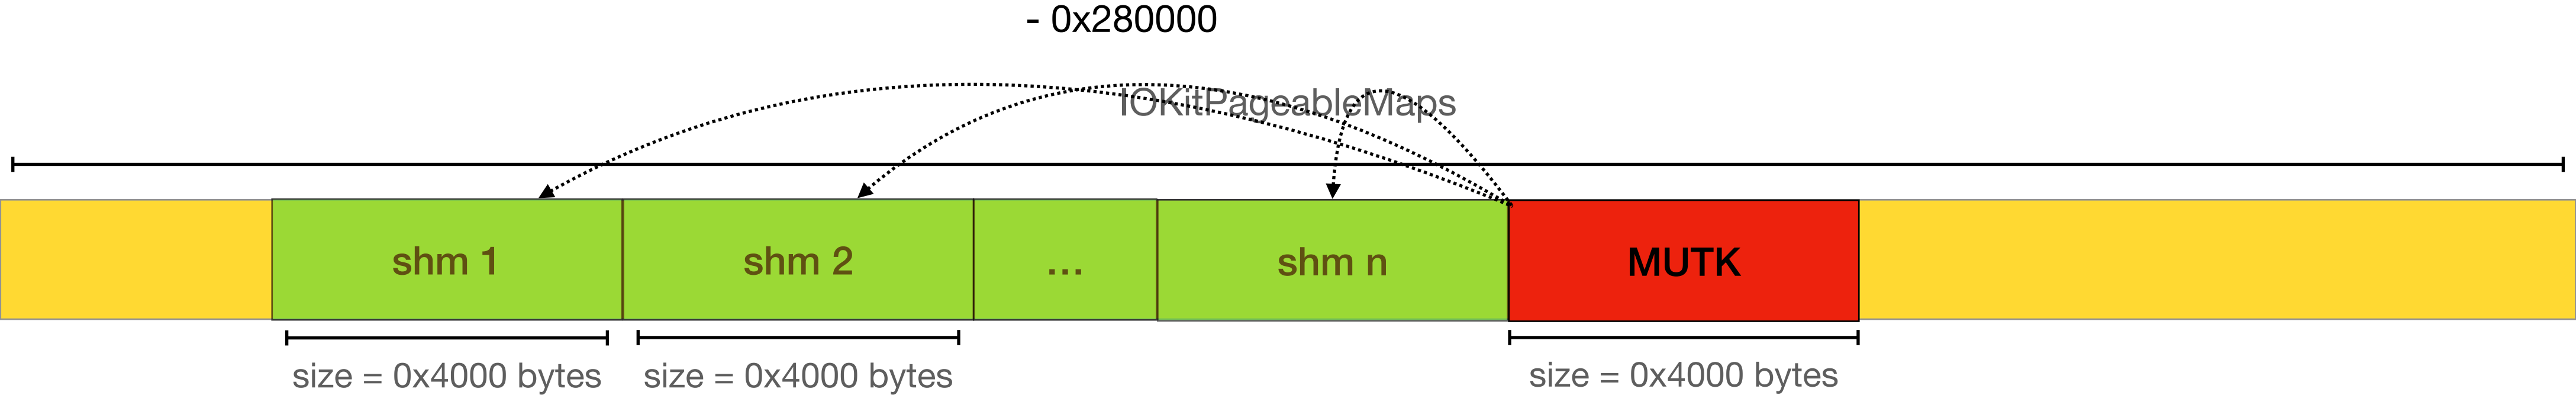 - 0x280000
IOKitPageableMaps
shm 1
shm 2
...
shm n
MUTK
size = 0x4000 bytes
size = 0x4000 bytes
size = 0x4000 bytes